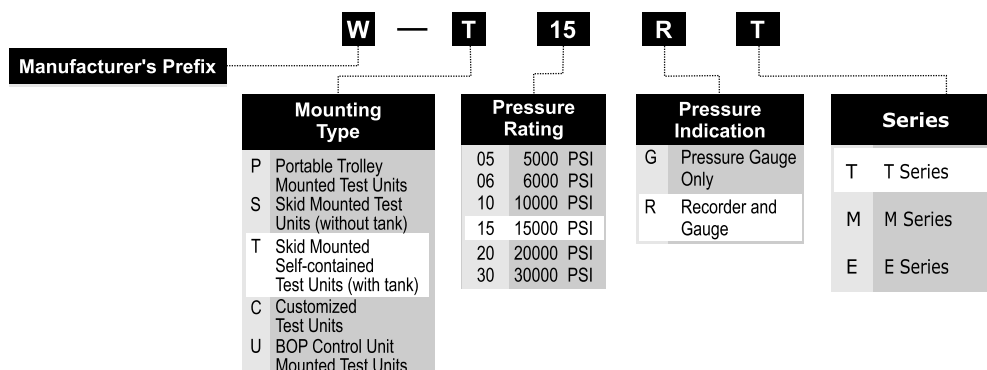 W — T 15 R T
Manufacturer's Prefix
Mounting
Type
P Portable Trolley
Mounted Test Units
S Skid Mounted Test
Units (without tank)
T Skid Mounted
Self-contained
Test Units (with tank)
C Customized
Test Units
U BOP Control Unit
Mounted Test Units
Pressure
Rating
05 5000 PSI
06 6000 PSI
10 10000 PSI
15 15000 PSI
20 20000 PSI
30 30000 PSI
Pressure
Indication
G Pressure Gauge
Only
R Recorder and
Gauge
Series
T T Series
M M Series
E E Series